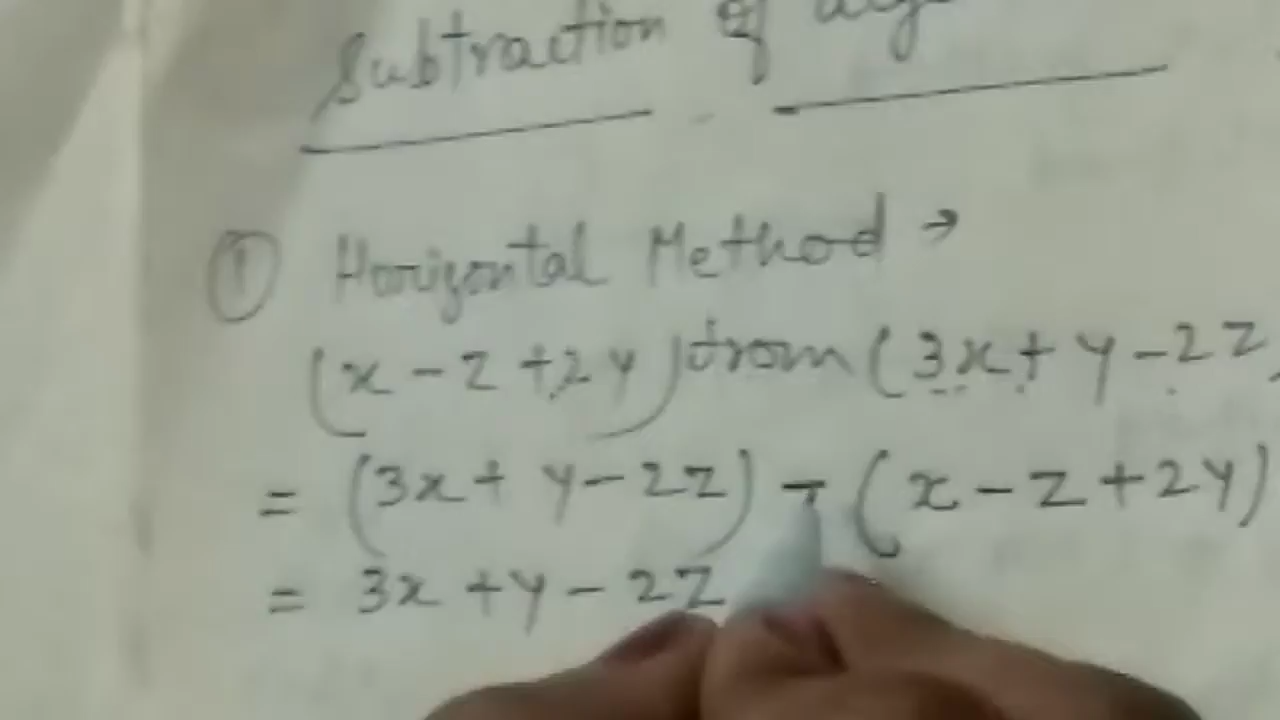 Subtraction of
① Horizontal Method →
(x - z + 2y) from (3x + y - 2z
= (3x + y - 2z) - (x - z + 2y)
= 3x + y - 2z